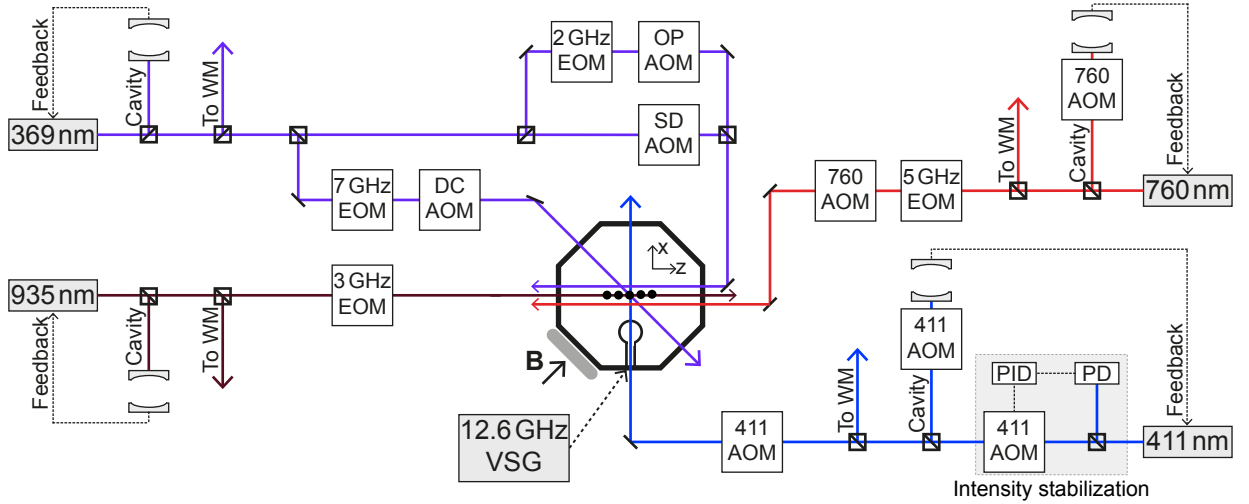 Feedback
Cavity
To WM
369 nm
2 GHz
EOM
OP
AOM
SD
AOM
7 GHz
EOM
DC
AOM
935 nm
3 GHz
EOM
Feedback
Cavity
To WM
x
z
B
12.6 GHz
VSG
760
AOM
5 GHz
EOM
To WM
Cavity
760
AOM
Feedback
760 nm
411
AOM
To WM
Cavity
411
AOM
PID
PD
411
AOM
Feedback
411 nm
Intensity stabilization